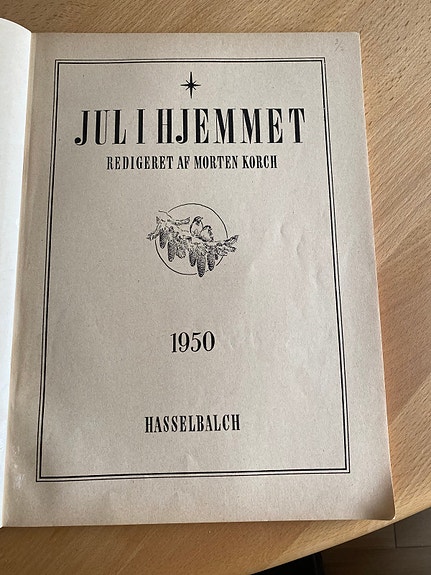 JUL I HJEMMET
REDIGERET AF MORTEN KORCH
1950
HASSELBALCH